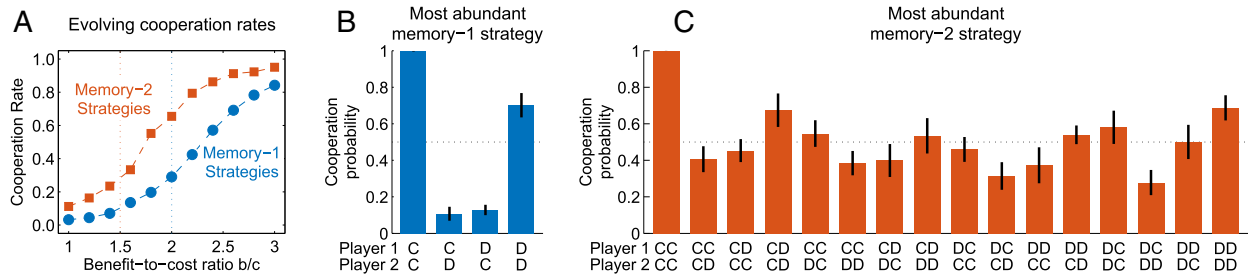 A
Evolving cooperation rates
Cooperation Rate
1.0
0.8
0.6
0.4
0.2
0.0
Memory−2
Strategies
Memory−1
Strategies
1
1.5
2
2.5
3
Benefit-to-cost ratio b/c
B
Most abundant
memory−1 strategy
Cooperation
probability
1
0.8
0.6
0.4
0.2
0
Player 1 C C D D
Player 2 C D C D
C
Most abundant
memory−2 strategy
Cooperation
probability
1
0.8
0.6
0.4
0.2
0
Player 1 CC CC CD CD CC CC CD CD DC DC DD DD DC DC DD DD
Player 2 CC CD CC CD DC DD DC DD CC CD CC CD DC DD DC DD